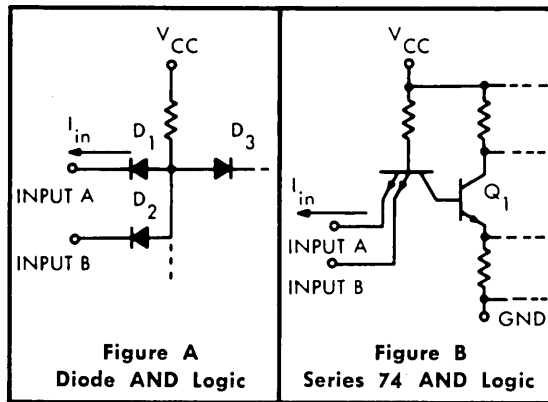 VCC
Iin
D1
D3
INPUT A
D2
INPUT B
Figure A
Diode AND Logic
VCC
Q1
Iin
INPUT A
INPUT B
GND
Figure B
Series 74 AND Logic